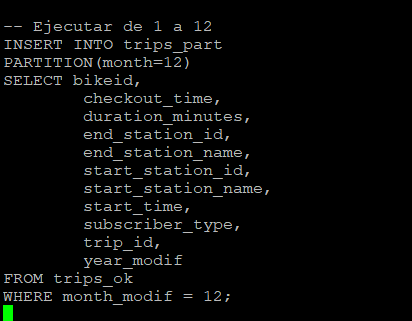 -- Ejecutar de 1 a 12
INSERT INTO trips_part
PARTITION(month=12)
SELECT bikeid,
        checkout_time,
        duration_minutes,
        end_station_id,
        end_station_name,
        start_station_id,
        start_station_name,
        start_time,
        subscriber_type,
        trip_id,
        year_modif
FROM trips_ok
WHERE month_modif = 12;